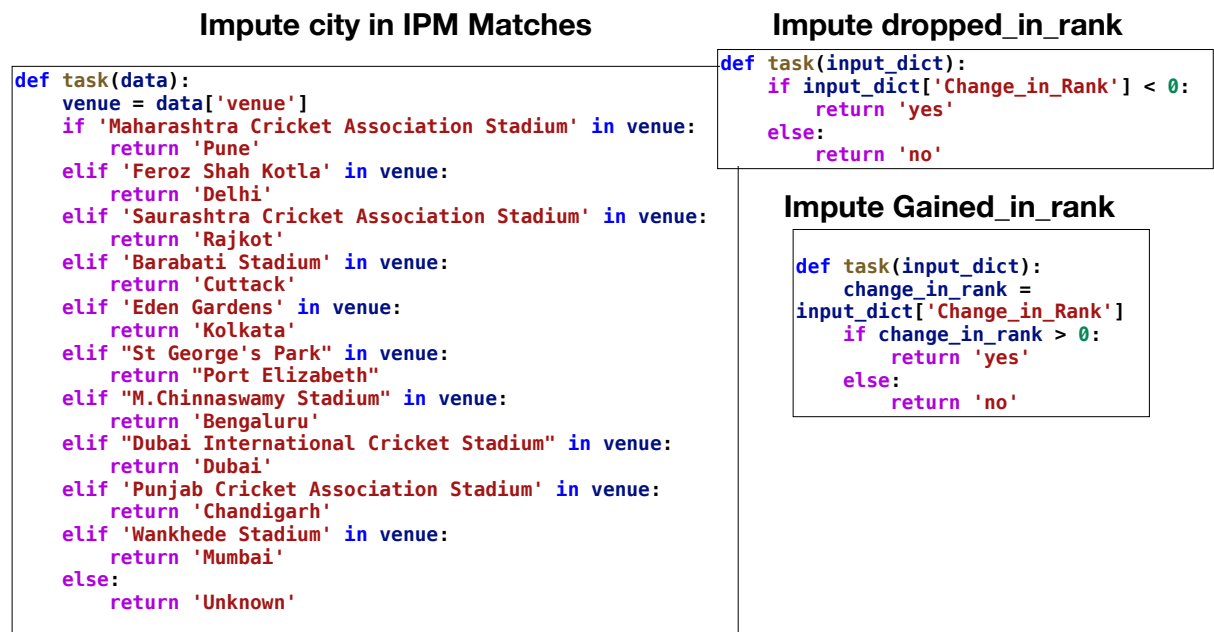 Impute city in IPM Matches
def task(data):
    venue = data['venue']
    if 'Maharashtra Cricket Association Stadium' in venue:
        return 'Pune'
    elif 'Feroz Shah Kotla' in venue:
        return 'Delhi'
    elif 'Saurashtra Cricket Association Stadium' in venue:
        return 'Rajkot'
    elif 'Barabati Stadium' in venue:
        return 'Cuttack'
    elif 'Eden Gardens' in venue:
        return 'Kolkata'
    elif "St George's Park" in venue:
        return "Port Elizabeth"
    elif "M.Chinnaswamy Stadium" in venue:
        return 'Bengaluru'
    elif "Dubai International Cricket Stadium" in venue:
        return 'Dubai'
    elif 'Punjab Cricket Association Stadium' in venue:
        return 'Chandigarh'
    elif 'Wankhede Stadium' in venue:
        return 'Mumbai'
    else:
        return 'Unknown'
Impute dropped_in_rank
def task(input_dict):
    if input_dict['Change_in_Rank'] < 0:
        return 'yes'
    else:
        return 'no'
Impute Gained_in_rank
def task(input_dict):
    change_in_rank =
input_dict['Change_in_Rank']
    if change_in_rank > 0:
        return 'yes'
    else:
        return 'no'